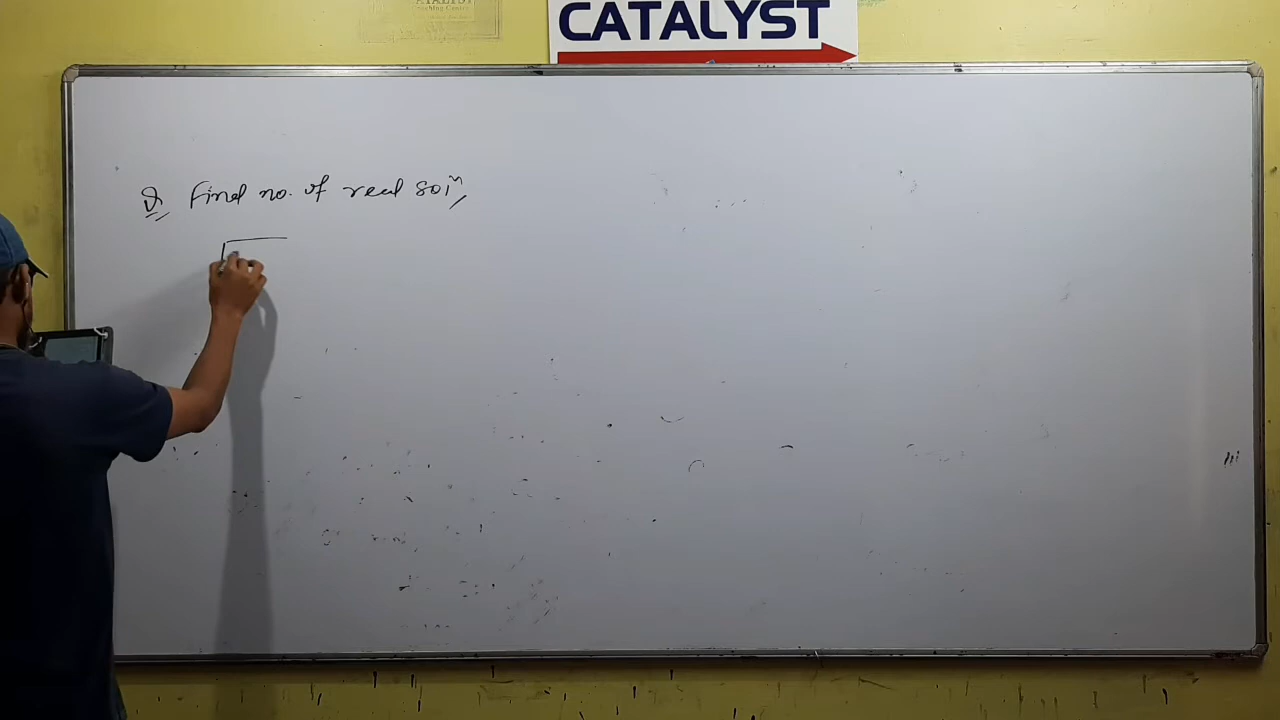 CATALYST
Q. Find no. of real solⁿ,